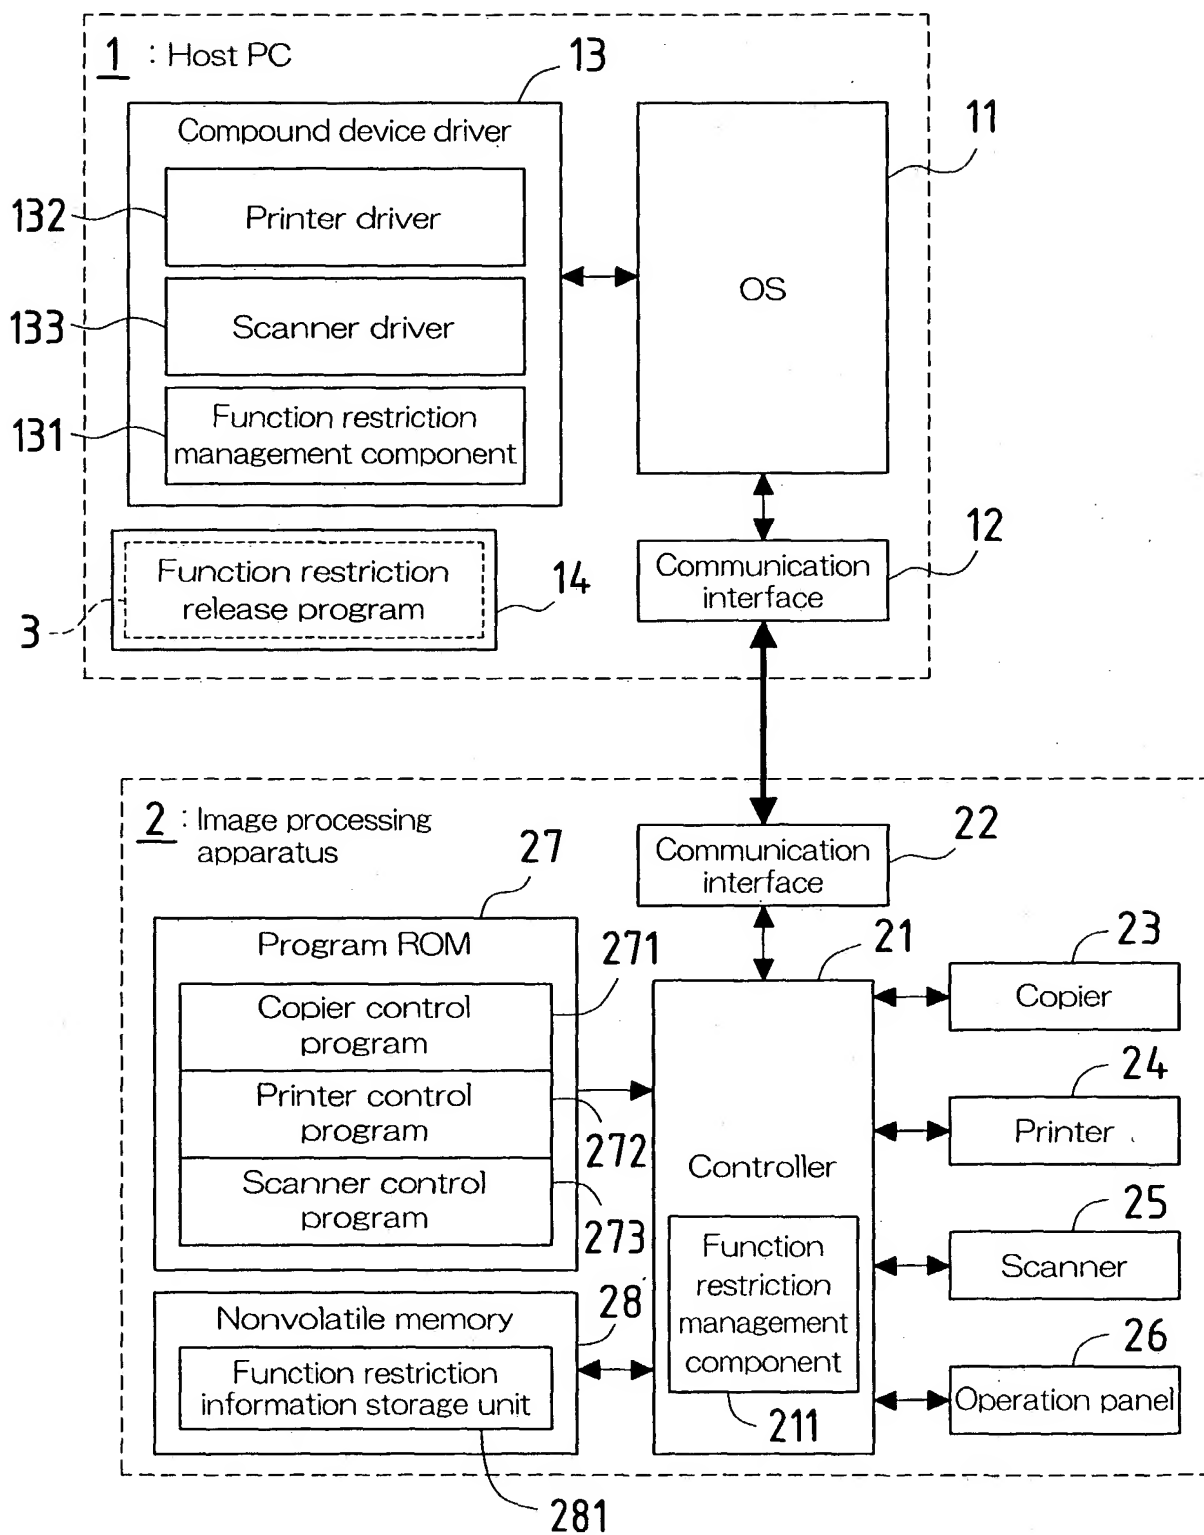 1 : Host PC
13
Compound device driver
11
132
Printer driver
OS
133
Scanner driver
131
Function restriction
management component
12
Communication
interface
Function restriction
release program
14
3
2 : Image processing
apparatus
27
22
Communication
interface
Program ROM
271
21
23
Copier control
program
Copier
24
Printer control
program
272
Printer
Controller
25
Scanner control
program
273
Scanner
Function
restriction
management
component
28
Nonvolatile memory
26
Function restriction
information storage unit
211
Operation panel
281